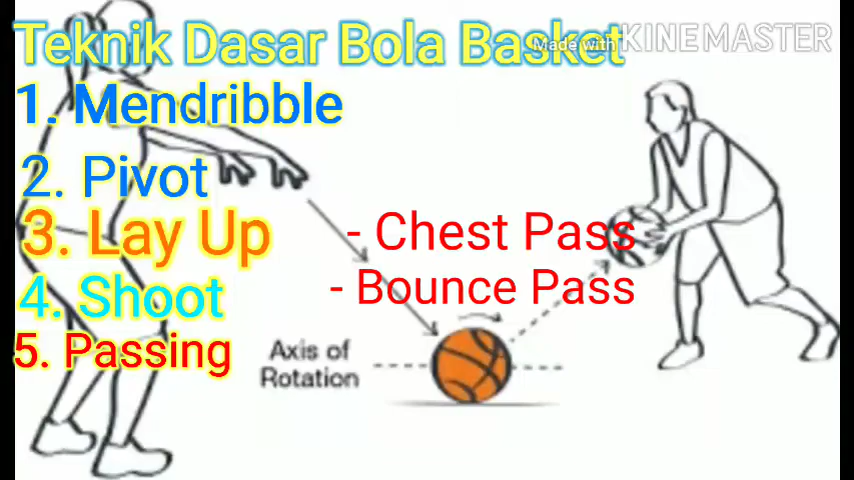 Teknik Dasar Bola Basket
Made with KINEMASTER
1. Mendribble
2. Pivot
3. Lay Up
- Chest Pass
4. Shoot
- Bounce Pass
5. Passing
Axis of
Rotation